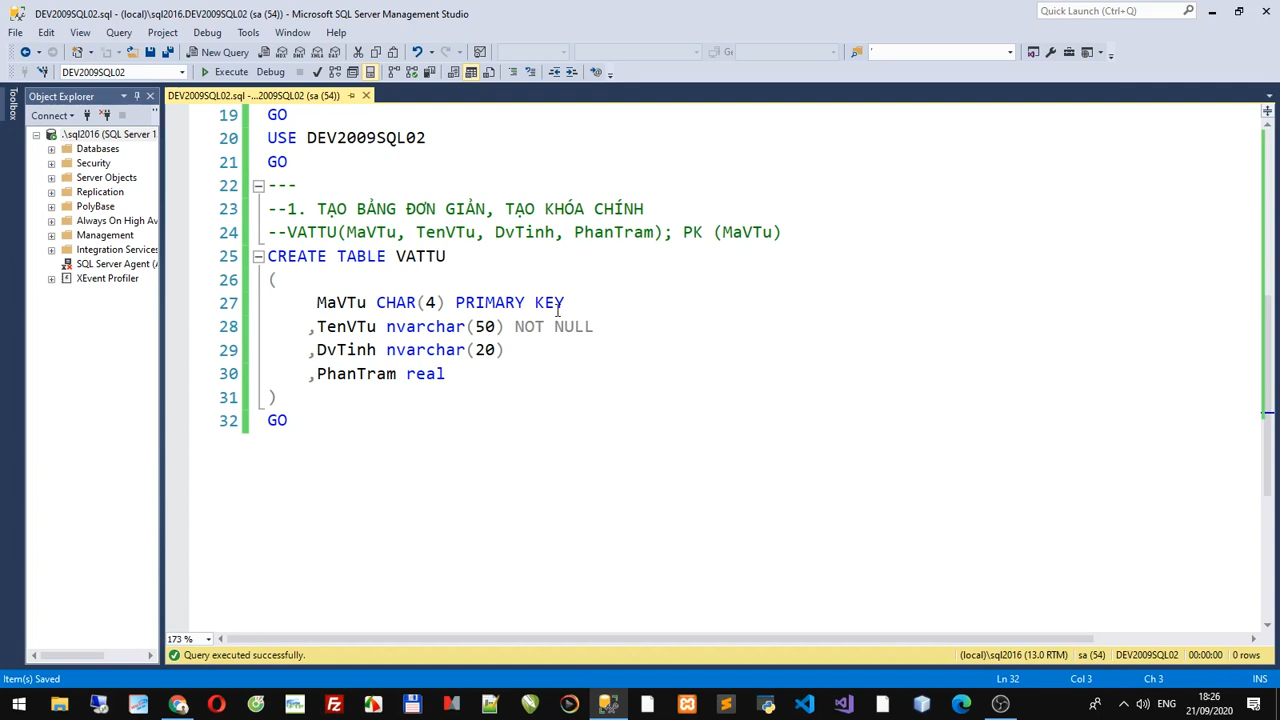 DEV2009SQL02.sql - (local)\sql2016.DEV2009SQL02 (sa (54)) - Microsoft SQL Server Management Studio
Quick Launch (Ctrl+Q)
File Edit View Query Project Debug Tools Window Help
New Query
DEV2009SQL02 Execute Debug
Toolbox
Object Explorer
DEV2009SQL02.sql -...2009SQL02 (sa (54))
Connect
.\sql2016 (SQL Server 1
Databases
Security
Server Objects
Replication
PolyBase
Always On High Av
Management
Integration Services
SQL Server Agent (A
XEvent Profiler
19 GO
20 USE DEV2009SQL02
21 GO
22 ---
23 --1. TẠO BẢNG ĐƠN GIẢN, TẠO KHÓA CHÍNH
24 --VATTU(MaVTu, TenVTu, DvTinh, PhanTram); PK (MaVTu)
25 CREATE TABLE VATTU
26 (
27 MaVTu CHAR(4) PRIMARY KEY
28 ,TenVTu nvarchar(50) NOT NULL
29 ,DvTinh nvarchar(20)
30 ,PhanTram real
31 )
32 GO
173 %
Query executed successfully.
(local)\sql2016 (13.0 RTM) sa (54) DEV2009SQL02 00:00:00 0 rows
Item(s) Saved
Ln 32 Col 3 Ch 3 INS
ENG
18:26
21/09/2020